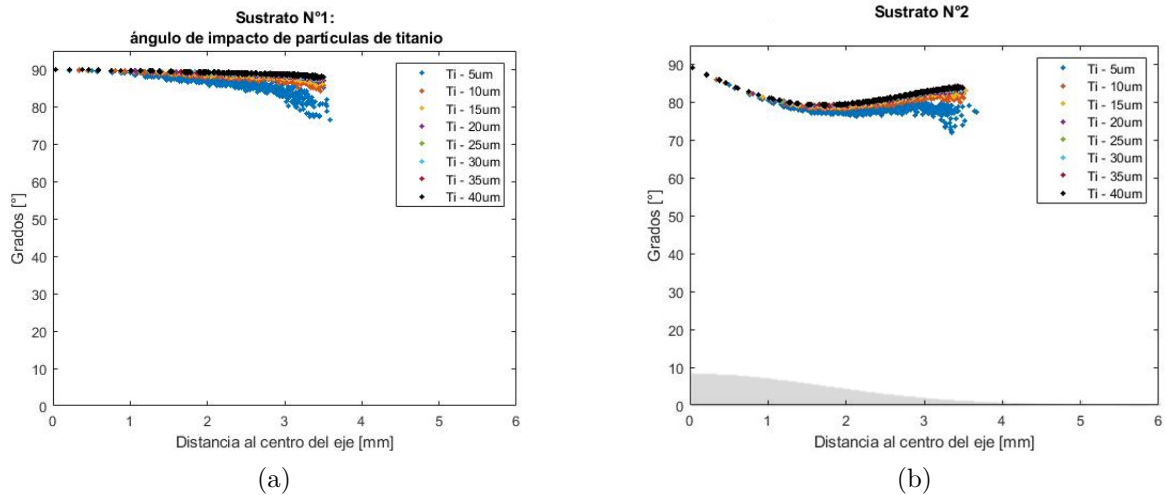 Sustrato N°1:
ángulo de impacto de partículas de titanio
90
80
70
60
50
40
30
20
10
0
0 1 2 3 4 5 6
Grados [°]
Distancia al centro del eje [mm]
Ti - 5um
Ti - 10um
Ti - 15um
Ti - 20um
Ti - 25um
Ti - 30um
Ti - 35um
Ti - 40um
(a)
Sustrato N°2
90
80
70
60
50
40
30
20
10
0
0 1 2 3 4 5 6
Grados [°]
Distancia al centro del eje [mm]
Ti - 5um
Ti - 10um
Ti - 15um
Ti - 20um
Ti - 25um
Ti - 30um
Ti - 35um
Ti - 40um
(b)